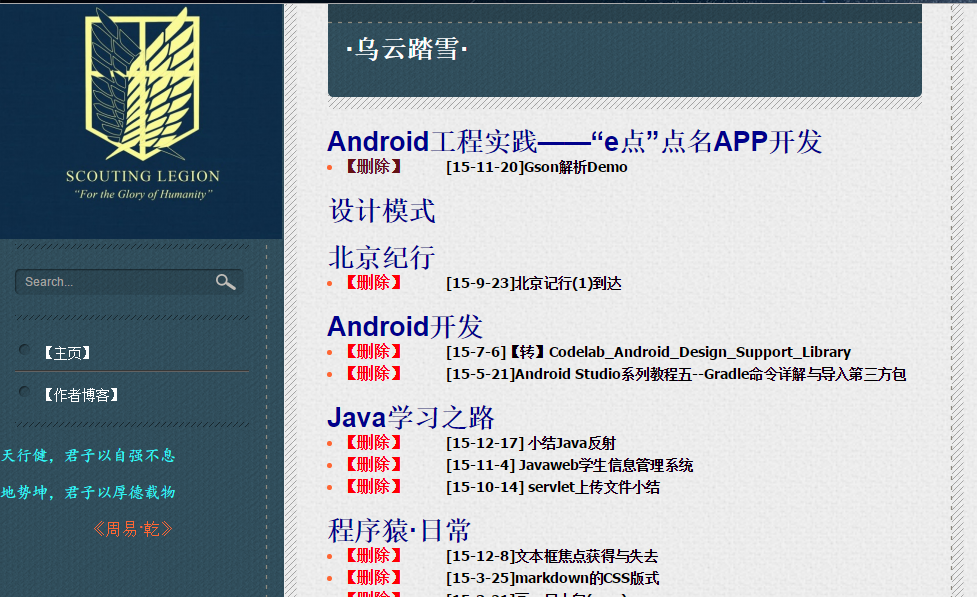 SCOUTING LEGION
“For the Glory of Humanity”
Search...
【主页】
【作者博客】
天行健，君子以自强不息
地势坤，君子以厚德载物
《周易·乾》
·乌云踏雪·
Android工程实践——“e点”点名APP开发
【删除】 [15-11-20]Gson解析Demo
设计模式
北京纪行
【删除】 [15-9-23]北京记行(1)到达
Android开发
【删除】 [15-7-6]【转】Codelab_Android_Design_Support_Library
【删除】 [15-5-21]Android Studio系列教程五--Gradle命令详解与导入第三方包
Java学习之路
【删除】 [15-12-17] 小结Java反射
【删除】 [15-11-4] Javaweb学生信息管理系统
【删除】 [15-10-14] servlet上传文件小结
程序猿·日常
【删除】 [15-12-8]文本框焦点获得与失去
【删除】 [15-3-25]markdown的CSS版式
【删除】